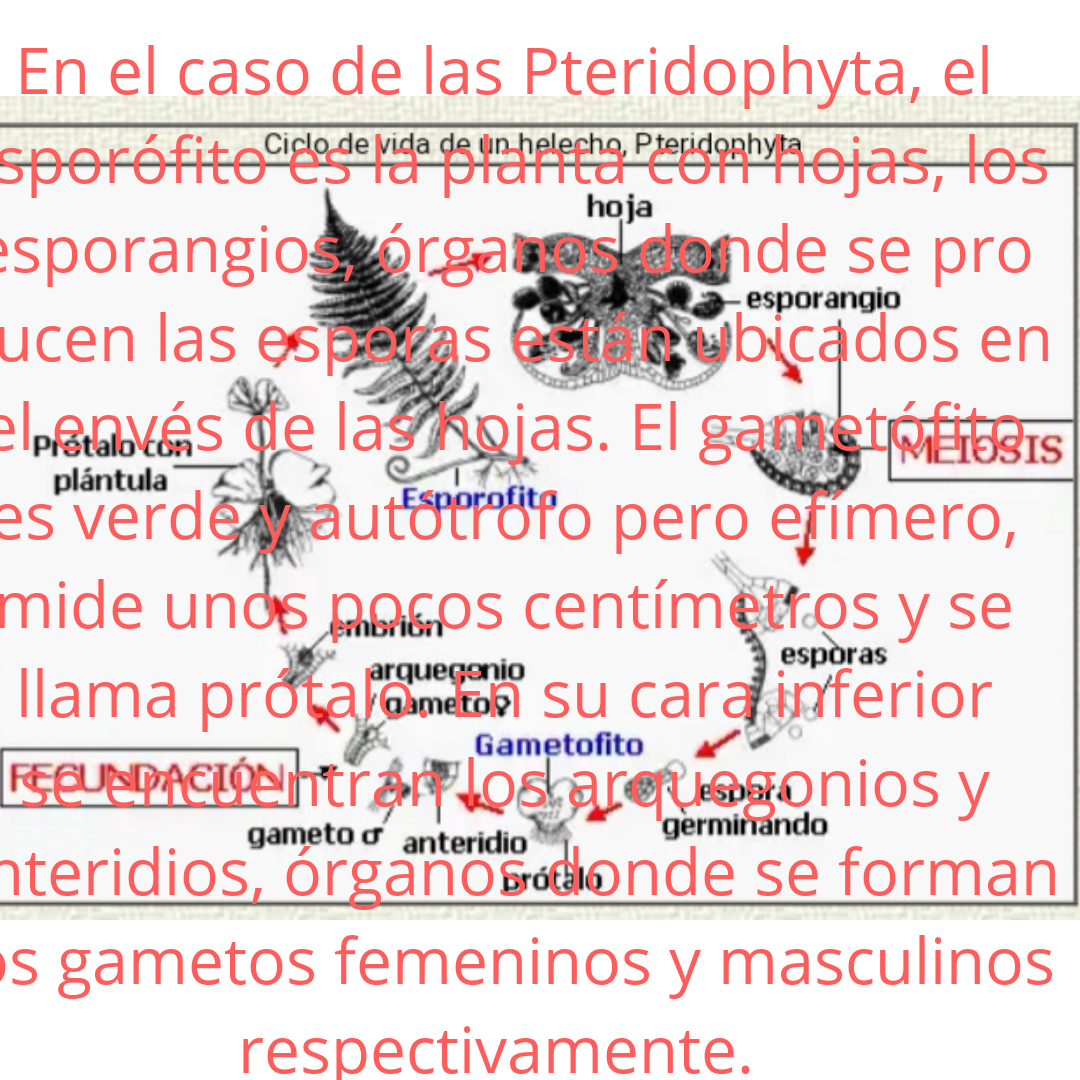 En el caso de las Pteridophyta, el
sporófito es la planta con hojas, los
esporangios, órganos donde se pro
ucen las esporas están ubicados en
el envés de las hojas. El gametófito
es verde y autótrofo pero efímero,
mide unos pocos centímetros y se
llama prótalo. En su cara inferior
se encuentran los arquegonios y
nteridios, órganos donde se forman
os gametos femeninos y masculinos
respectivamente.
Ciclo de vida de un helecho, Pteridophyta
hoja
esporangio
MEIOSIS
Prótalo con
plántula
Esporofito
embrión
esporas
arquegonio
gameto♀
Gametofito
FECUNDACIÓN
espora
germinando
gameto ♂
anteridio
prótalo